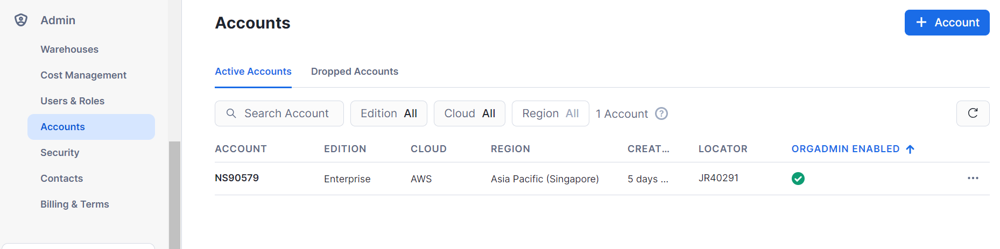 Admin
Warehouses
Cost Management
Users & Roles
Accounts
Security
Contacts
Billing & Terms
Accounts
+ Account
Active Accounts Dropped Accounts
Search Account Edition All Cloud All Region All 1 Account ?
ACCOUNT EDITION CLOUD REGION CREAT... LOCATOR ORGADMIN ENABLED ↑
NS90579 Enterprise AWS Asia Pacific (Singapore) 5 days ... JR40291 ...